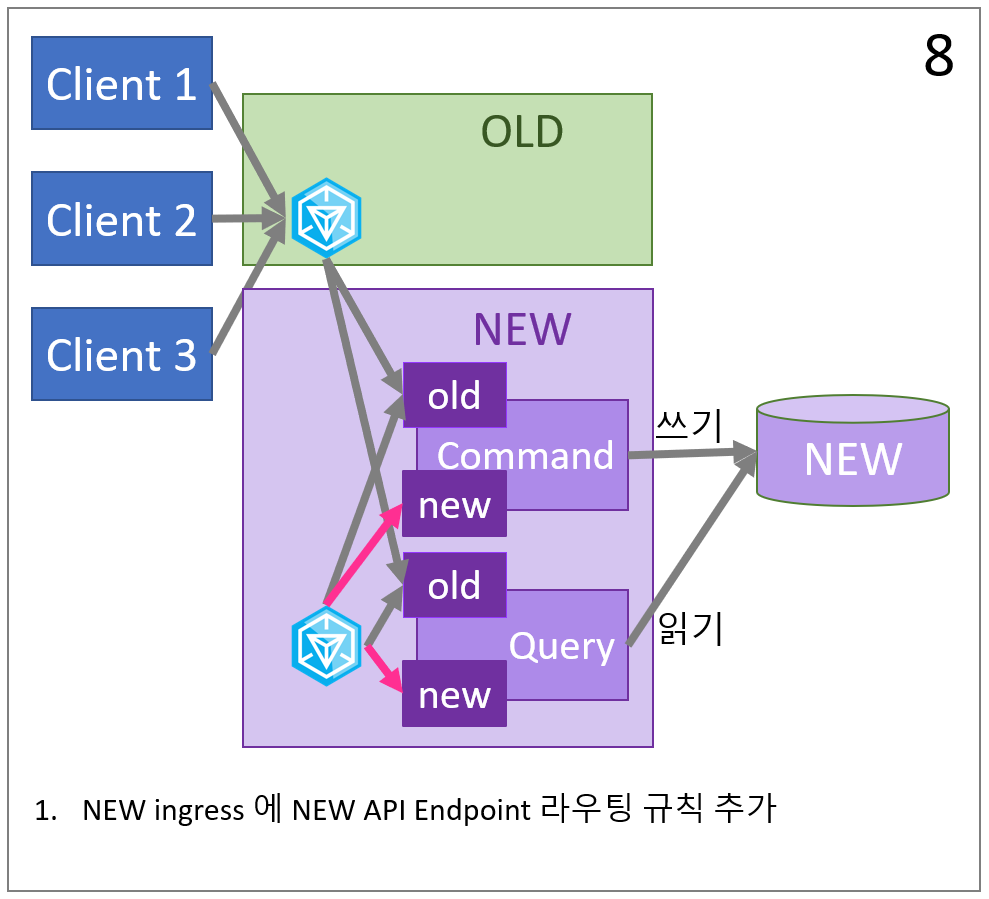 8
Client 1
OLD
Client 2
Client 3
NEW
old
쓰기
Command
NEW
new
old
읽기
Query
new
1. NEW ingress 에 NEW API Endpoint 라우팅 규칙 추가